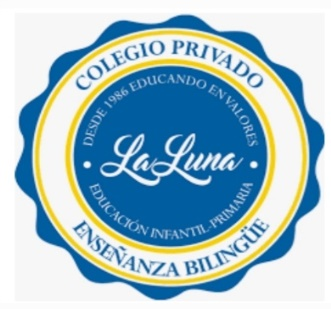 COLEGIO PRIVADO
DESDE 1986 EDUCANDO EN VALORES
La Luna
EDUCACIÓN INFANTIL-PRIMARIA
ENSEÑANZA BILINGÜE